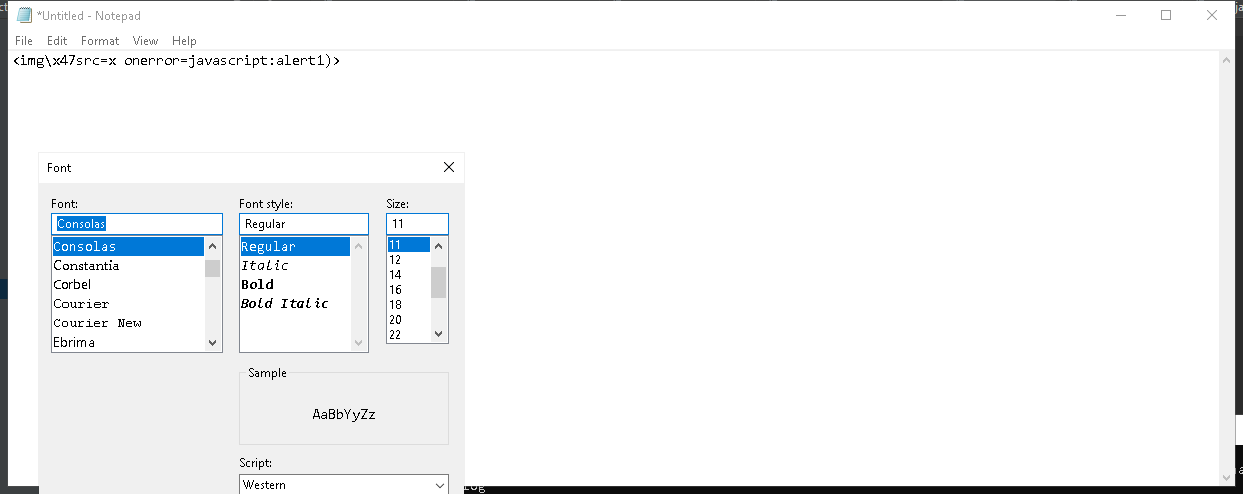 *Untitled - Notepad
File Edit Format View Help
<img\x47src=x onerror=javascript:alert1)>
Font
Font: Font style: Size:
Consolas Regular 11
Consolas Regular 11
Constantia Italic 12
Corbel Bold 14
Courier Bold Italic 16
Courier New 18
Ebrima 20
22
Sample
AaBbYyZz
Script:
Western